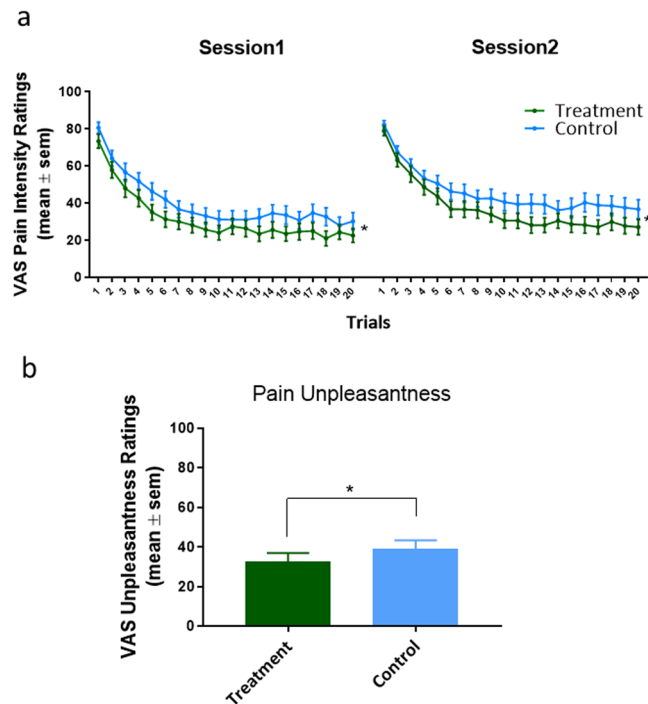 a
Session1
Session2
VAS Pain Intensity Ratings
(mean ± sem)
100
80
60
40
20
0
Treatment
Control
*
*
1 2 3 4 5 6 7 8 9 10 11 12 13 14 15 16 17 18 19 20
1 2 3 4 5 6 7 8 9 10 11 12 13 14 15 16 17 18 19 20
Trials
b
Pain Unpleasantness
VAS Unpleasantness Ratings
(mean ± sem)
100
80
60
40
20
0
*
Treatment
Control